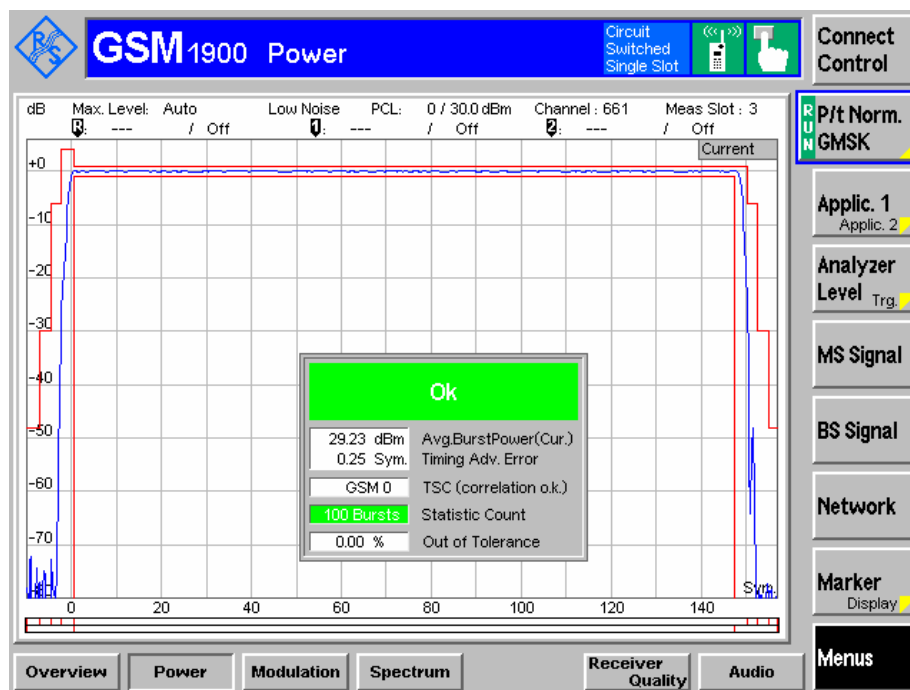 R&S
GSM1900 Power
Circuit
Switched
Single Slot
Connect
Control
dB Max. Level: Auto Low Noise PCL: 0 / 30.0 dBm Channel : 661 Meas Slot : 3
R: --- / Off 1: --- / Off 2: --- / Off
Current
RUN
P/t Norm.
GMSK
Applic. 1
Applic. 2
Analyzer
Level Trg.
MS Signal
BS Signal
Network
Marker
Display
Menus
+0
-10
-20
-30
-40
-50
-60
-70
Ok
29.23 dBm Avg.BurstPower(Cur.)
0.25 Sym. Timing Adv. Error
GSM 0 TSC (correlation o.k.)
100 Bursts Statistic Count
0.00 % Out of Tolerance
Sym.
0 20 40 60 80 100 120 140
Overview Power Modulation Spectrum Receiver Quality Audio